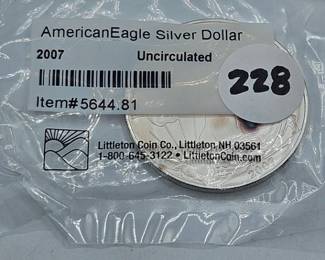 AmericanEagle Silver Dollar
2007 Uncirculated
Item#5644.81
228
Littleton Coin Co., Littleton NH 03561
1-800-645-3122 • LittletonCoin.com